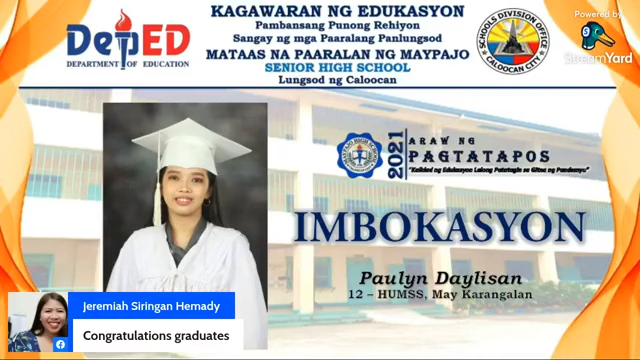 KAGAWARAN NG EDUKASYON
Pambansang Punong Rehiyon
Sangay ng mga Paaralang Panlungsod
MATAAS NA PAARALAN NG MAYPAJO
SENIOR HIGH SCHOOL
Lungsod ng Caloocan
DepED
DEPARTMENT OF EDUCATION
SCHOOLS DIVISION OFFICE
CALOOCAN CITY
Powered by
StreamYard
2021
ARAW NG
PAGTATAPOS
"Kalidad ng Edukasyon Lalong Patatagin sa Gitna ng Pandemya"
IMBOKASYON
Paulyn Daylisan
12 – HUMSS, May Karangalan
Jeremiah Siringan Hemady
Congratulations graduates